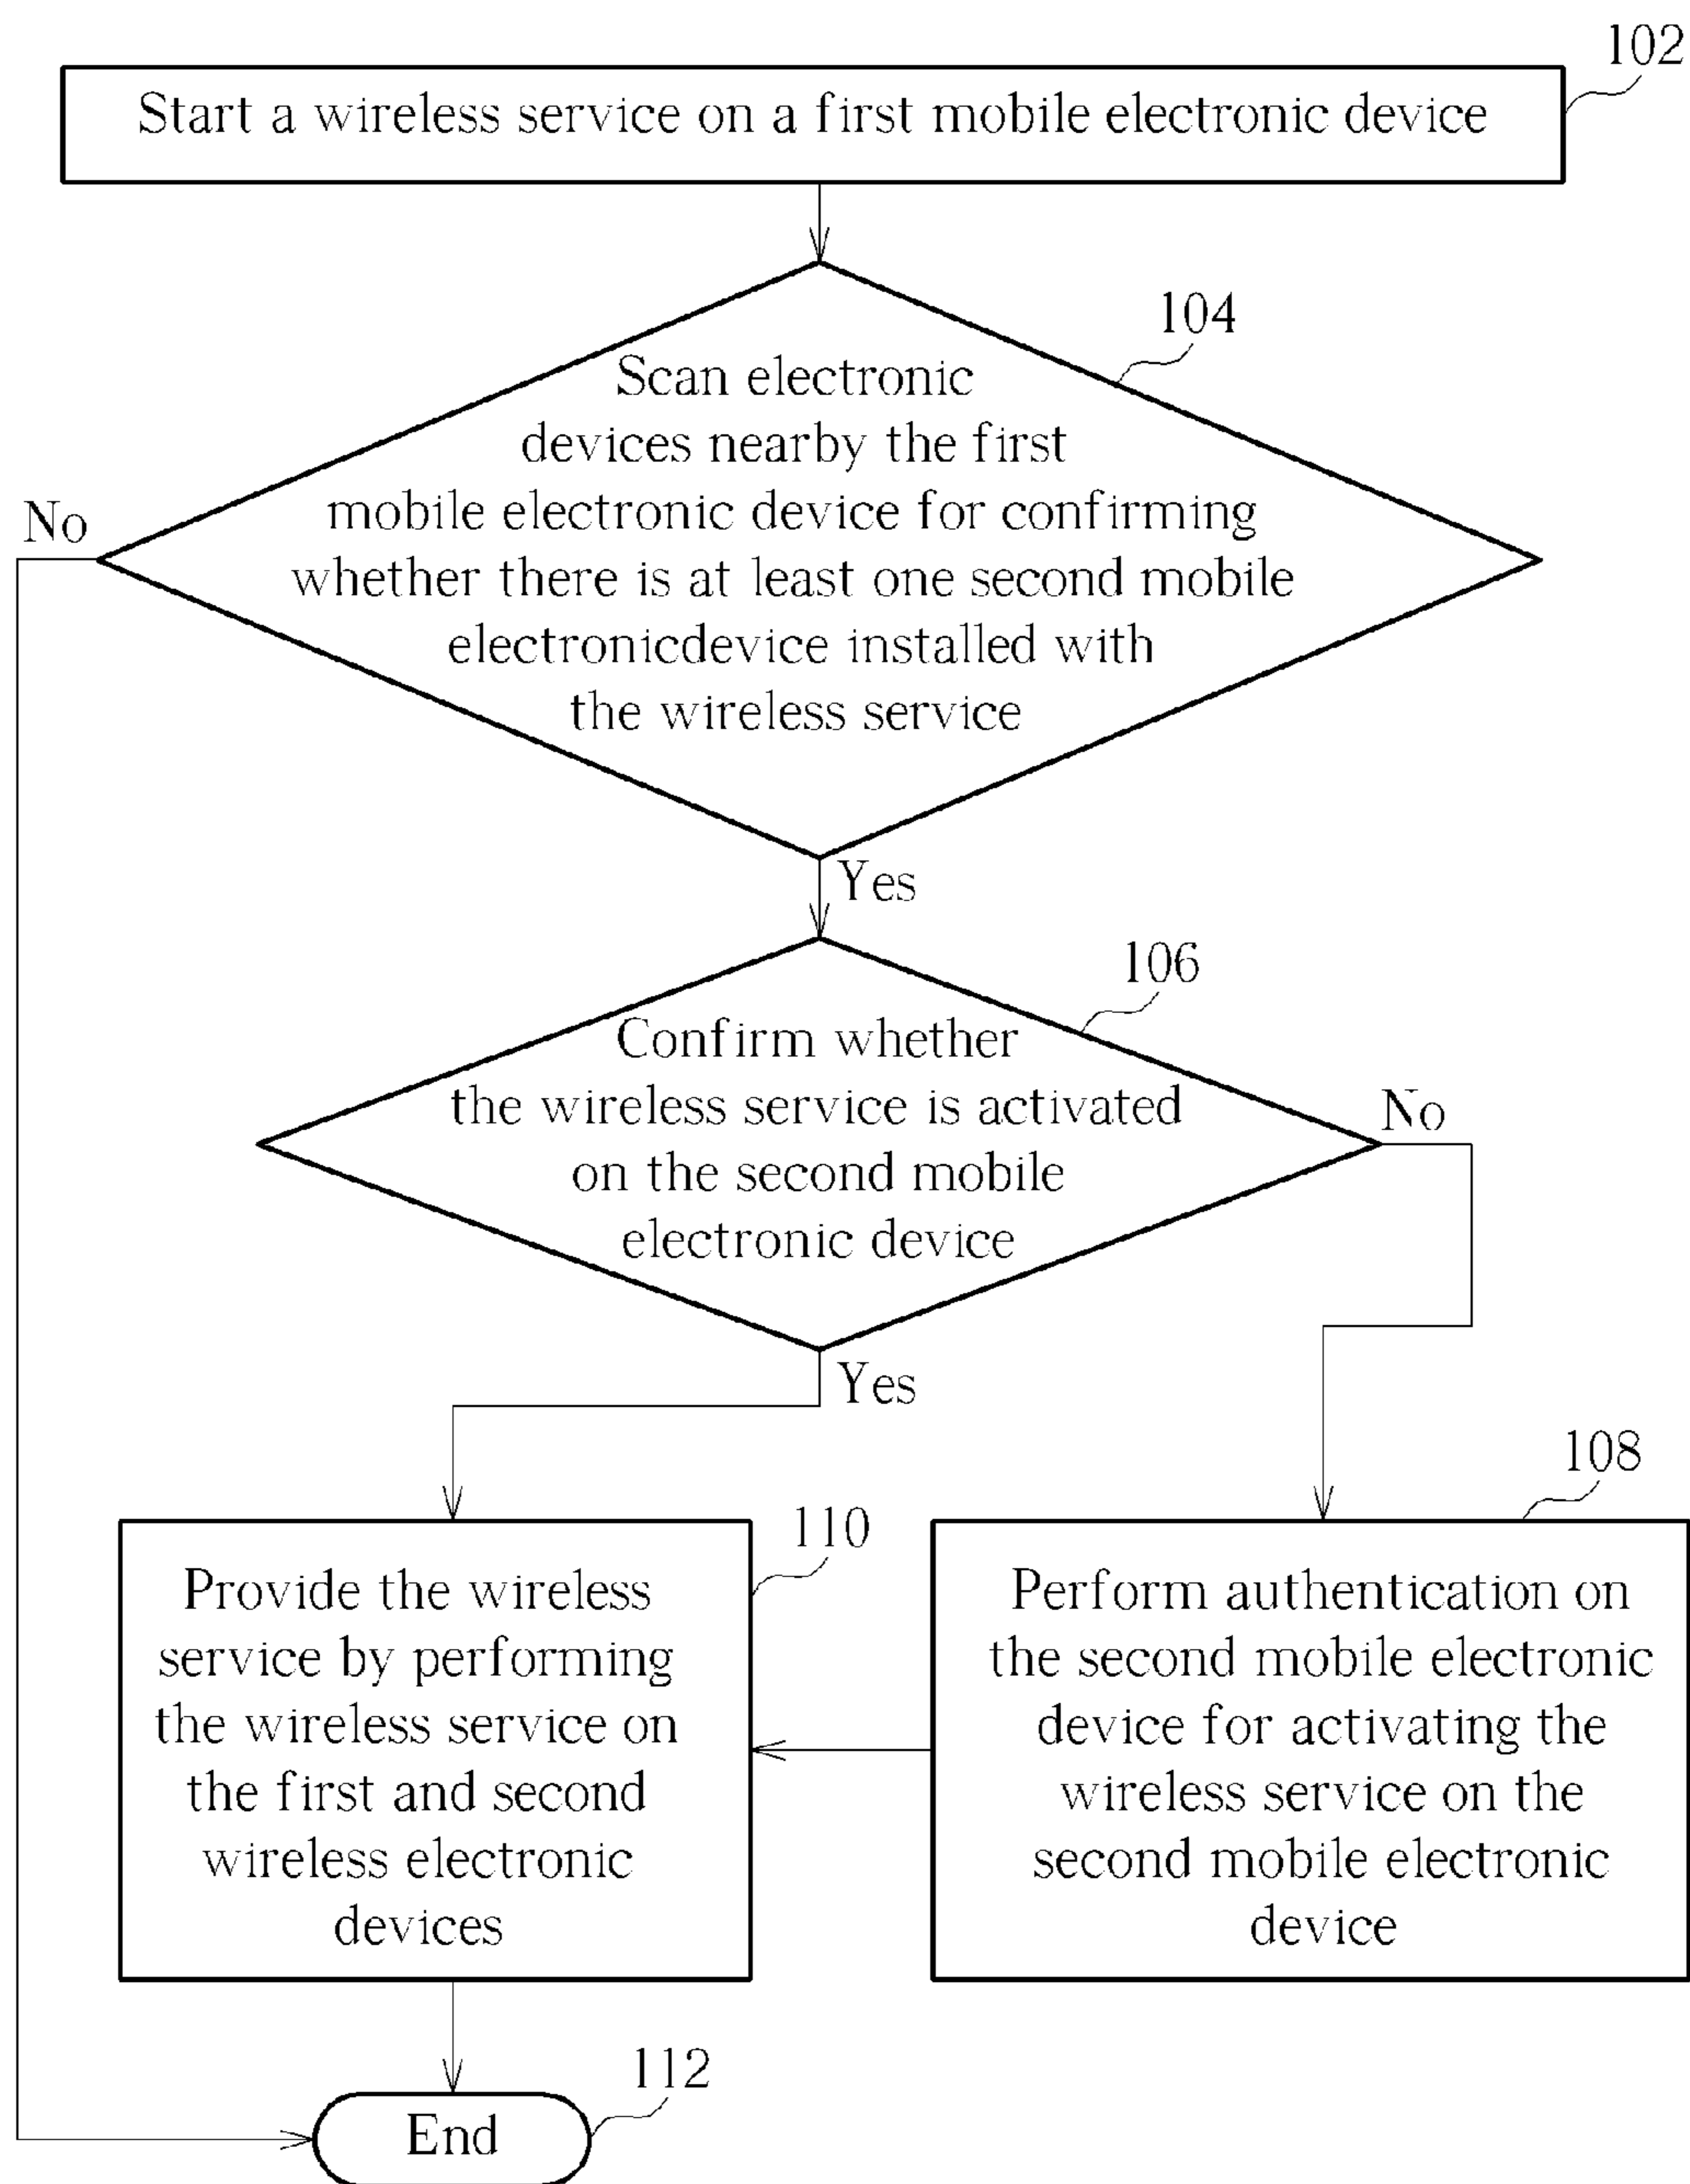 102
Start a wireless service on a first mobile electronic device
104
Scan electronic
devices nearby the first
mobile electronic device for confirming
whether there is at least one second mobile
electronicdevice installed with
the wireless service
No
Yes
106
Confirm whether
the wireless service is activated
on the second mobile
electronic device
No
Yes
108
110
Provide the wireless
service by performing
the wireless service on
the first and second
wireless electronic
devices
Perform authentication on
the second mobile electronic
device for activating the
wireless service on the
second mobile electronic
device
112
End